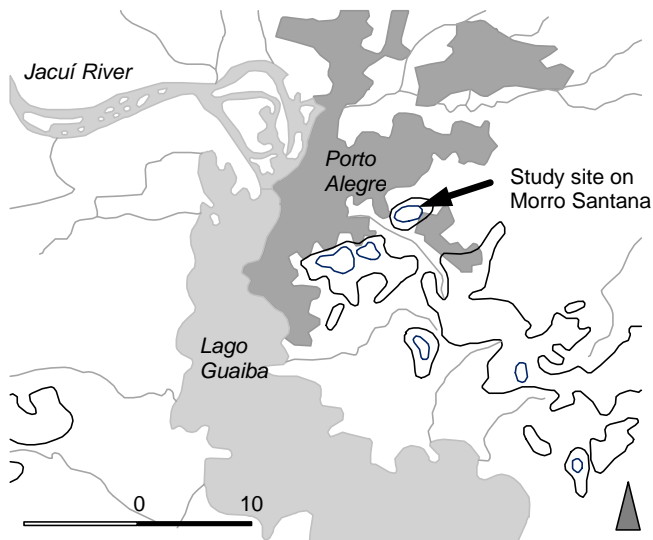 Jacuí River
Porto
Alegre
Study site on
Morro Santana
Lago
Guaiba
0 10